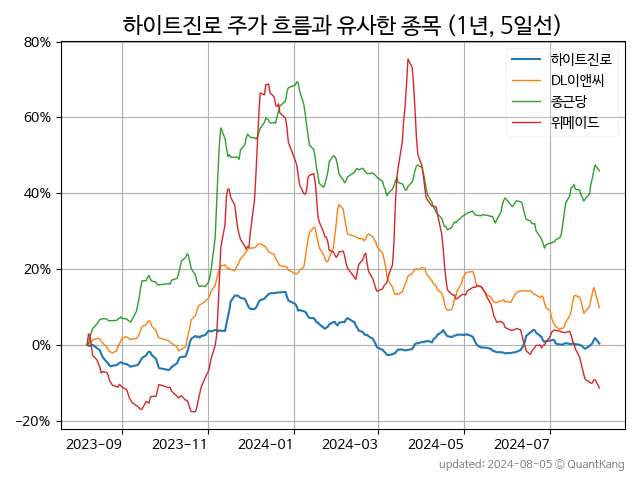 하이트진로 주가 흐름과 유사한 종목 (1년, 5일선)
80%
60%
40%
20%
0%
−20%
하이트진로
DL이앤씨
종근당
위메이드
2023-09 2023-11 2024-01 2024-03 2024-05 2024-07
updated: 2024-08-05 © QuantKang